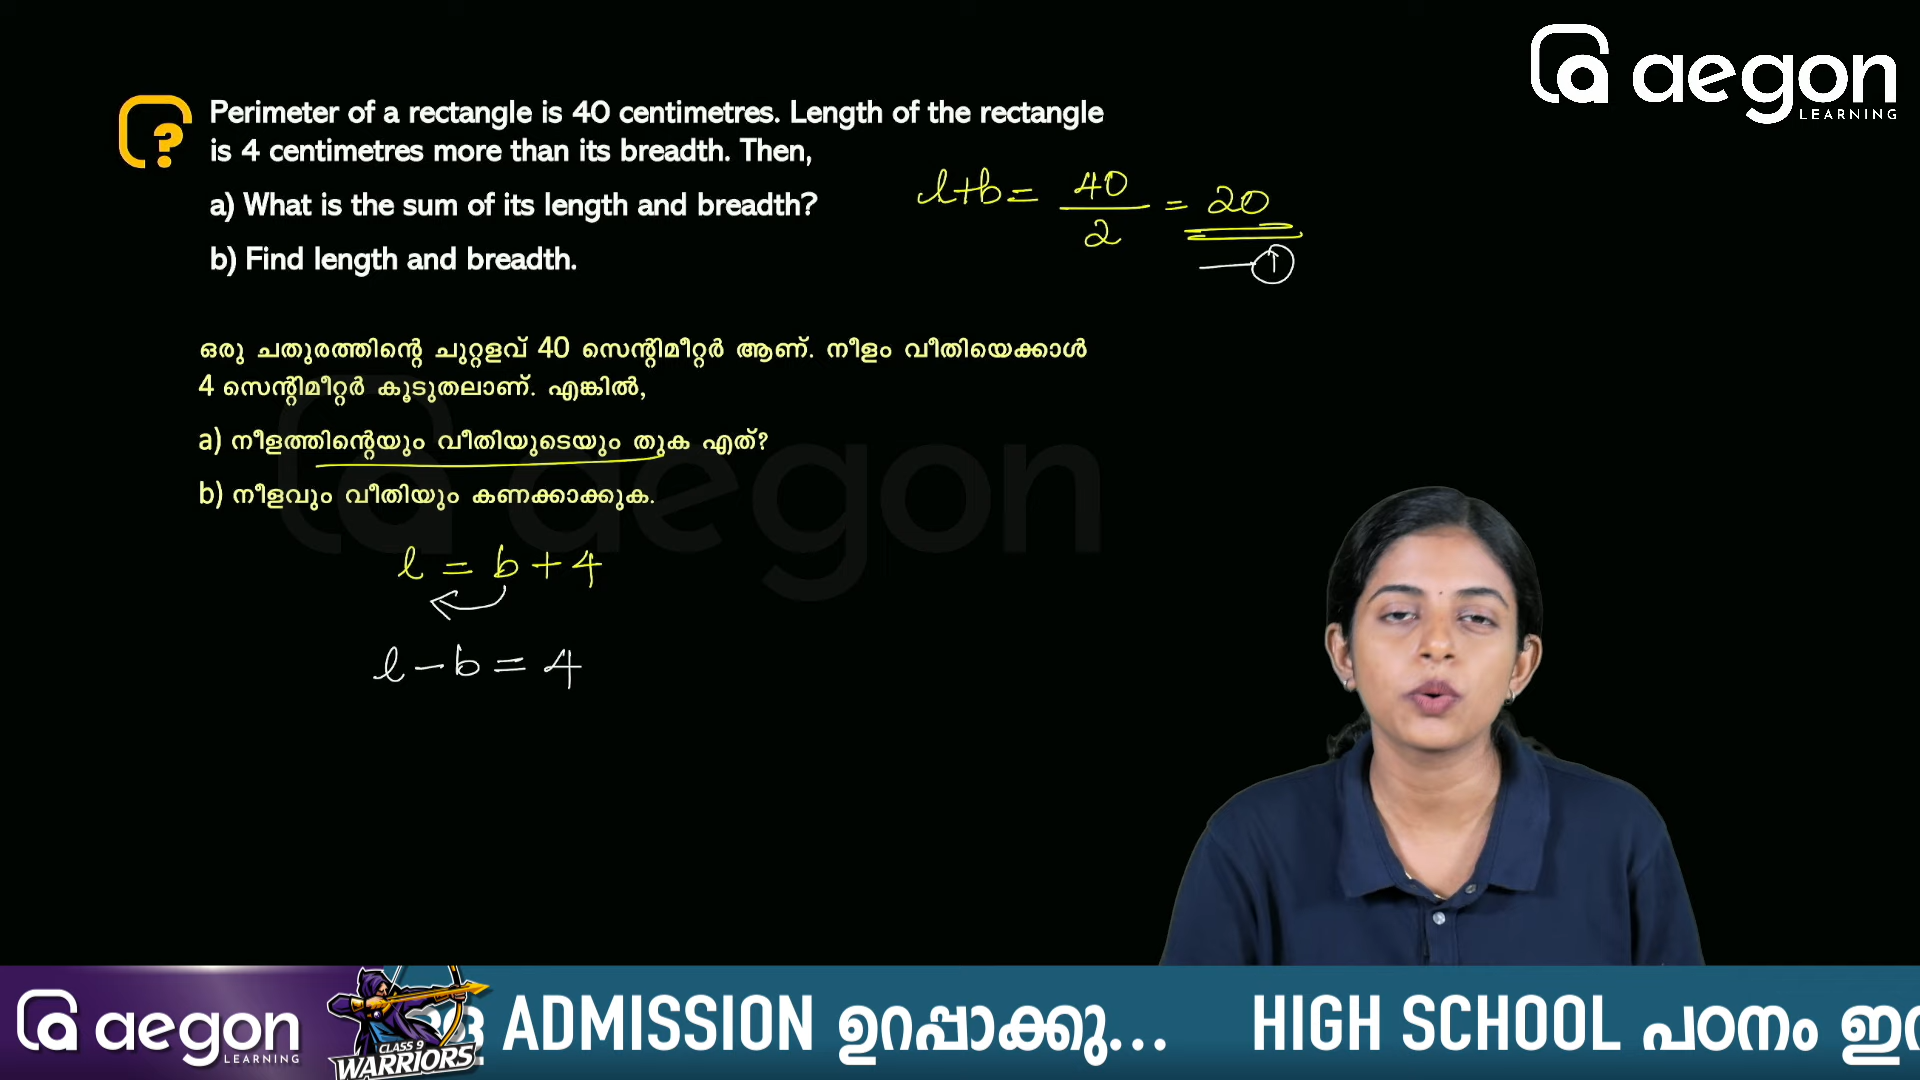 aegon
LEARNING
Perimeter of a rectangle is 40 centimetres. Length of the rectangle
is 4 centimetres more than its breadth. Then,
a) What is the sum of its length and breadth?
l+b = 40/2 = 20
1
b) Find length and breadth.
ഒരു ചതുരത്തിന്റെ ചുറ്റളവ് 40 സെന്റിമീറ്റർ ആണ്. നീളം വീതിയെക്കാൾ
4 സെന്റിമീറ്റർ കൂടുതലാണ്. എങ്കിൽ,
a) നീളത്തിന്റെയും വീതിയുടെയും തുക എത്?
b) നീളവും വീതിയും കണക്കാക്കുക.
aegon
l = b + 4
l - b = 4
aegon
LEARNING
CLASS 9
WARRIORS
ADMISSION ഉറപ്പാക്കൂ... HIGH SCHOOL പഠനം